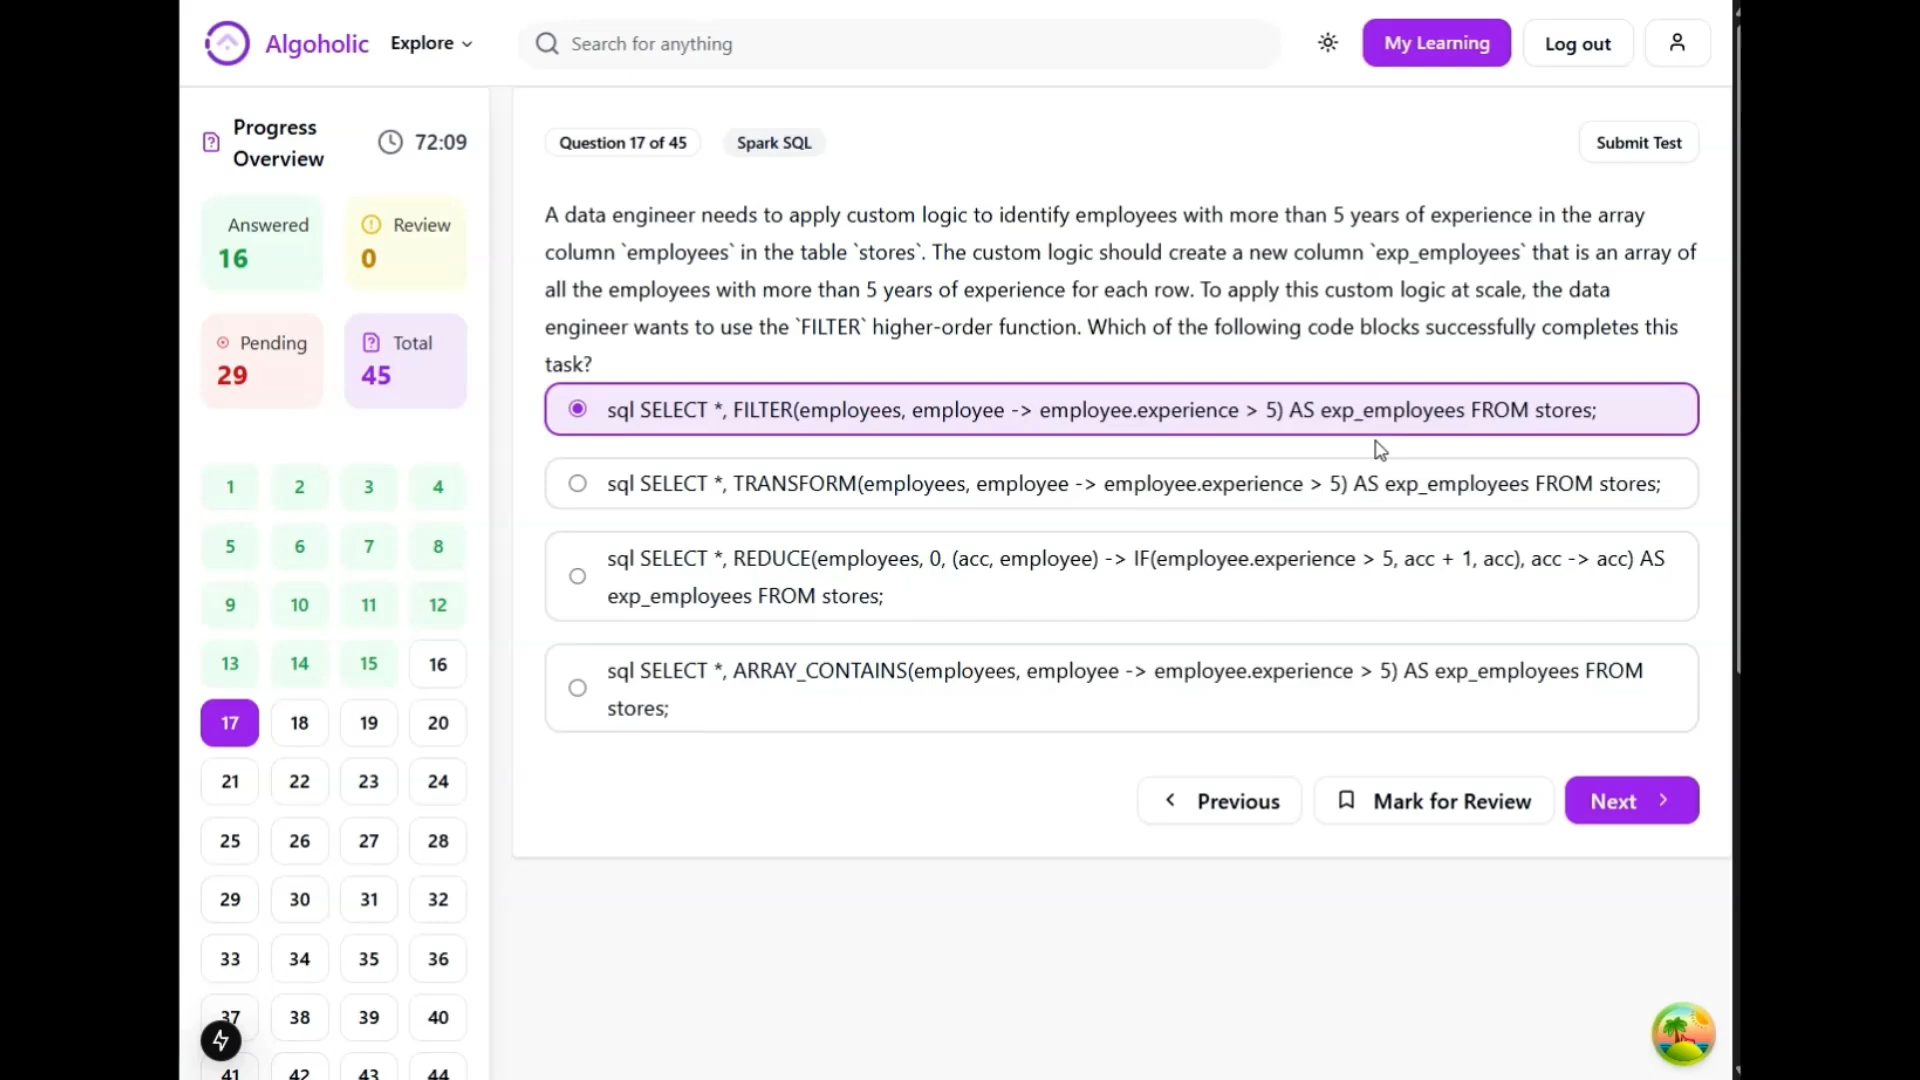 Algoholic
Explore
Search for anything
My Learning
Log out
Progress
Overview
72:09
Answered
16
Review
0
Pending
29
Total
45
1 2 3 4
5 6 7 8
9 10 11 12
13 14 15 16
17 18 19 20
21 22 23 24
25 26 27 28
29 30 31 32
33 34 35 36
37 38 39 40
41 42 43 44
Question 17 of 45
Spark SQL
Submit Test
A data engineer needs to apply custom logic to identify employees with more than 5 years of experience in the array
column `employees` in the table `stores`. The custom logic should create a new column `exp_employees` that is an array of
all the employees with more than 5 years of experience for each row. To apply this custom logic at scale, the data
engineer wants to use the `FILTER` higher-order function. Which of the following code blocks successfully completes this
task?
sql SELECT *, FILTER(employees, employee -> employee.experience > 5) AS exp_employees FROM stores;
sql SELECT *, TRANSFORM(employees, employee -> employee.experience > 5) AS exp_employees FROM stores;
sql SELECT *, REDUCE(employees, 0, (acc, employee) -> IF(employee.experience > 5, acc + 1, acc), acc -> acc) AS
exp_employees FROM stores;
sql SELECT *, ARRAY_CONTAINS(employees, employee -> employee.experience > 5) AS exp_employees FROM
stores;
Previous
Mark for Review
Next